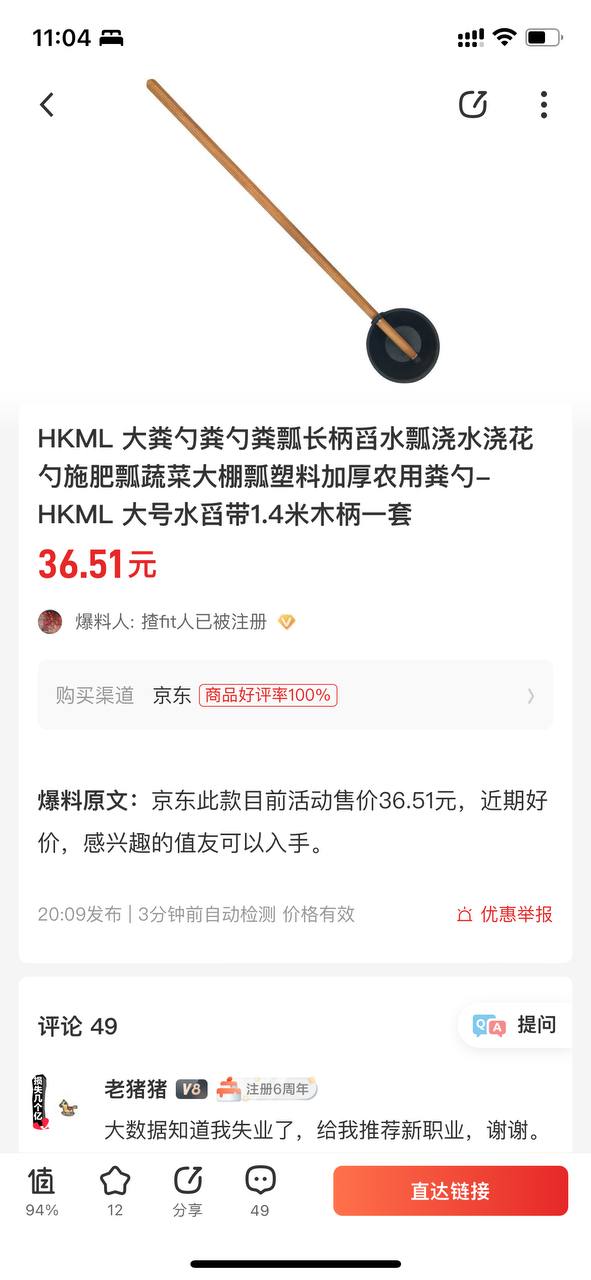 11:04
HKML 大粪勺粪勺粪瓢长柄舀水瓢浇水浇花
勺施肥瓢蔬菜大棚瓢塑料加厚农用粪勺-
HKML 大号水舀带1.4米木柄一套
36.51元
爆料人: 揸fit人已被注册
购买渠道 京东 商品好评率100%
爆料原文：京东此款目前活动售价36.51元，近期好
价，感兴趣的值友可以入手。
20:09发布 | 3分钟前自动检测 价格有效 优惠举报
评论 49
QA 提问
损失几个亿
老猪猪 V8 注册6周年
大数据知道我失业了，给我推荐新职业，谢谢。
值 94%
12
分享
49
直达链接